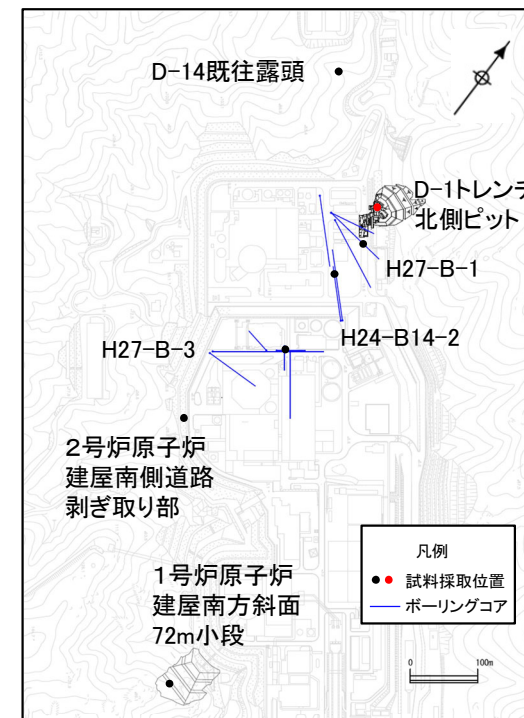 D-14既往露頭
D-1トレンチ
北側ピット
H27-B-1
H24-B14-2
H27-B-3
2号炉原子炉
建屋南側道路
剥ぎ取り部
凡例
試料採取位置
ボーリングコア
1号炉原子炉
建屋南方斜面
72m小段
0 100m